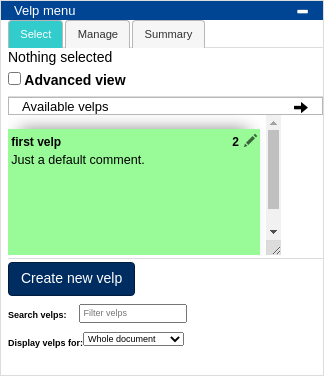 Velp menu
Select Manage Summary
Nothing selected
Advanced view
Available velps
first velp 2
Just a default comment.
Create new velp
Search velps: Filter velps
Display velps for: Whole document